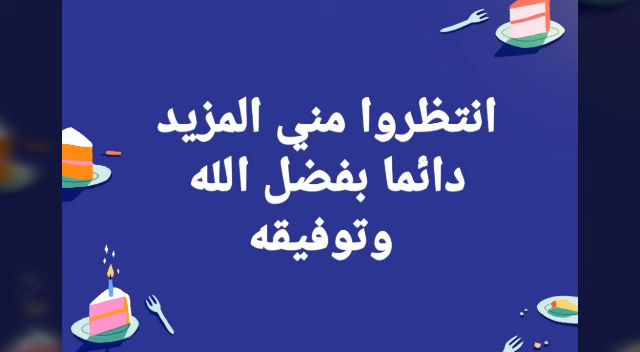 انتظروا مني المزيد
دائما بفضل الله
وتوفيقه